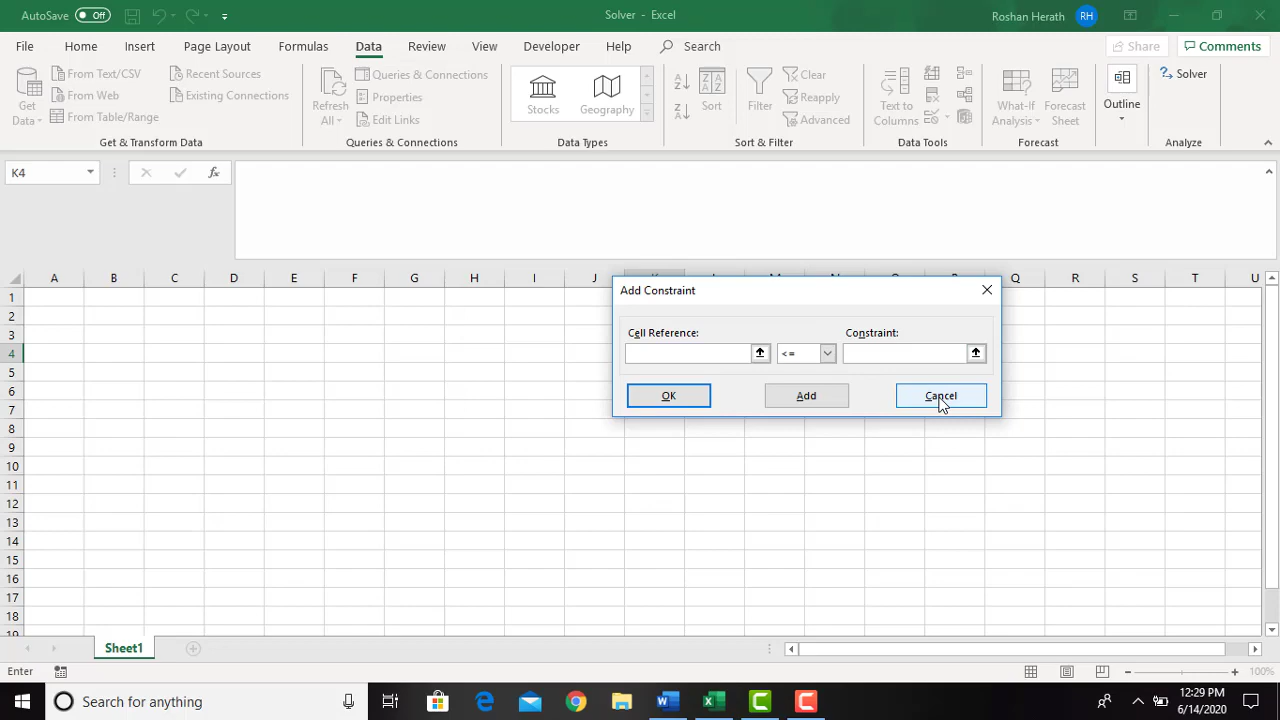 AutoSave Off
Solver - Excel
Roshan Herath RH
File Home Insert Page Layout Formulas Data Review View Developer Help Search Share Comments
Get Data
From Text/CSV
From Web
From Table/Range
Recent Sources
Existing Connections
Get & Transform Data
Refresh All
Queries & Connections
Properties
Edit Links
Queries & Connections
Stocks Geography
Data Types
Sort
Filter
Clear
Reapply
Advanced
Sort & Filter
Text to Columns
Data Tools
What-If Analysis
Forecast Sheet
Forecast
Outline
Solver
Analyze
K4 fx
A B C D E F G H I J K L M N O P Q R S T U
Add Constraint
Cell Reference: Constraint:
<=
OK Add Cancel
1
2
3
4
5
6
7
8
9
10
11
12
13
14
15
16
17
18
19
Sheet1
Enter 100%
Search for anything
12:29 PM
6/14/2020